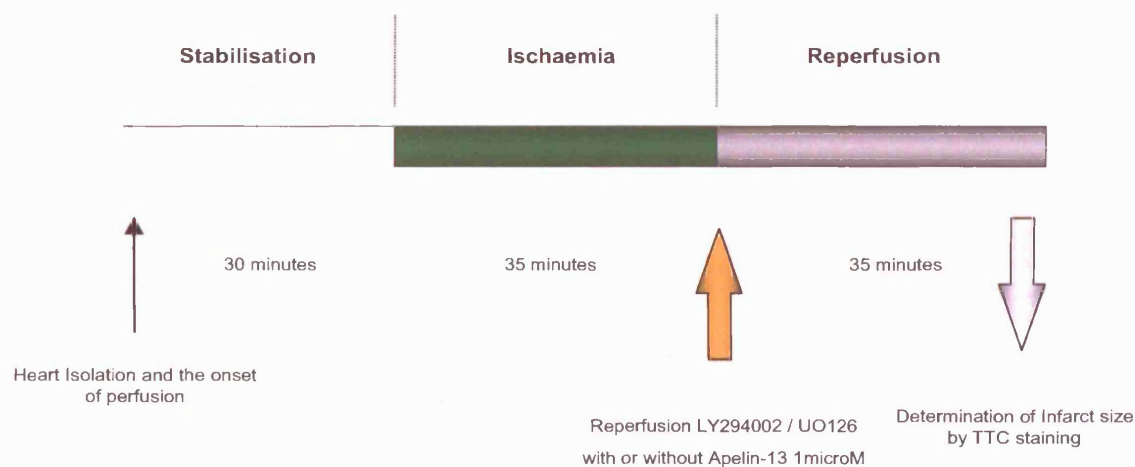 Stabilisation
Ischaemia
Reperfusion
30 minutes
35 minutes
35 minutes
Heart Isolation and the onset
of perfusion
Reperfusion LY294002 / UO126
with or without Apelin-13 1microM
Determination of Infarct size
by TTC staining